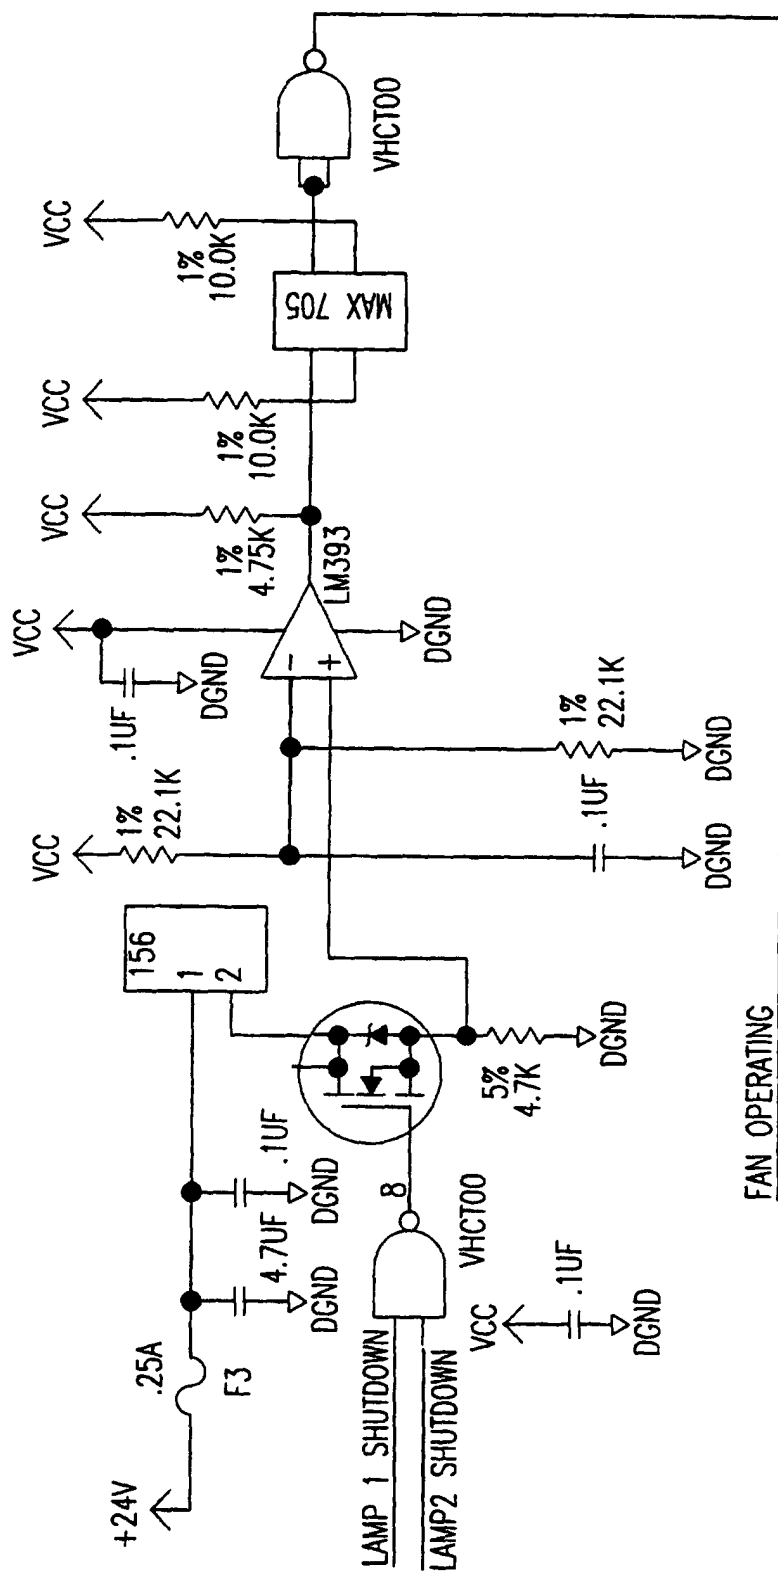 +24V
.25A
F3
4.7UF
DGND
.1UF
DGND
156
1
2
LAMP 1 SHUTDOWN
LAMP2 SHUTDOWN
8
VHCT00
VCC
.1UF
DGND
5%
4.7K
DGND
VCC
1%
22.1K
.1UF
DGND
1%
22.1K
DGND
VCC
.1UF
DGND
-
+
LM393
DGND
VCC
1%
4.75K
VCC
1%
10.0K
MAX 705
VCC
1%
10.0K
VHCT00
FAN OPERATING